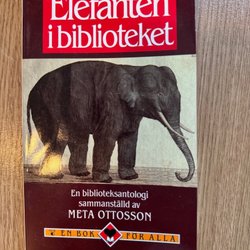 Elefanten
i biblioteket
En biblioteksantologi
sammanställd av
META OTTOSSON
EN BOK FÖR ALLA